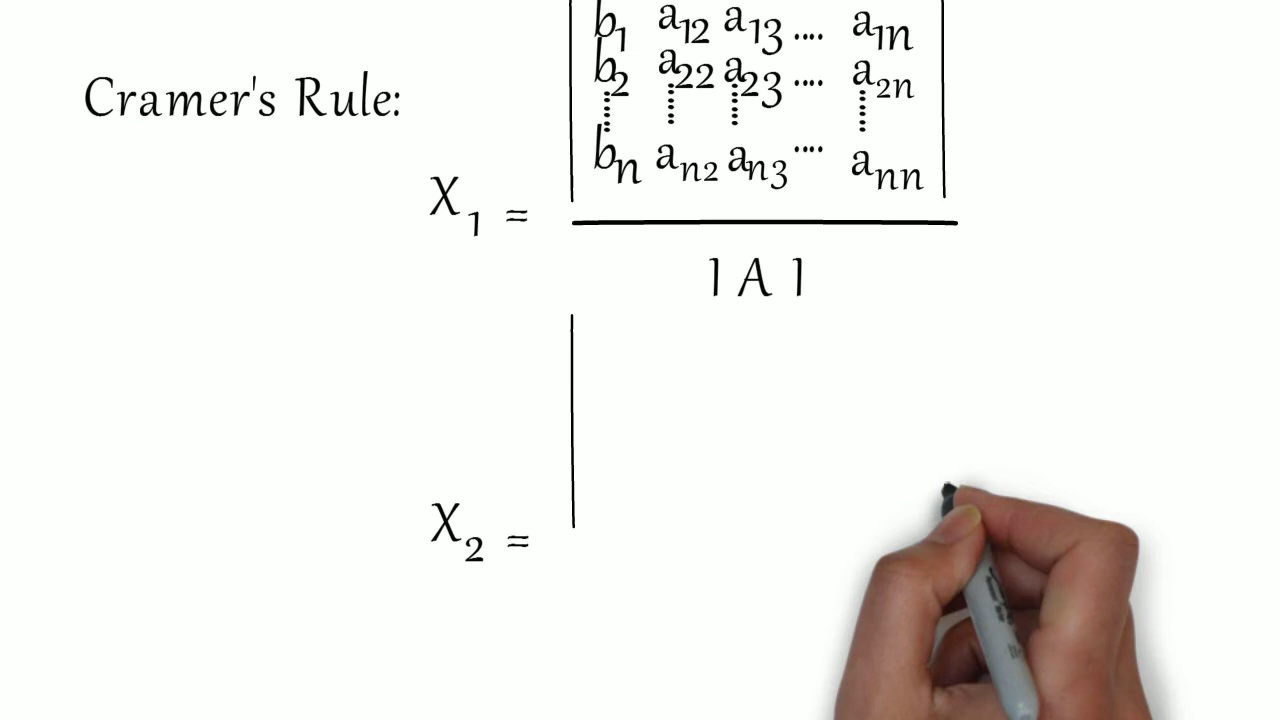 b₁ a₁₂ a₁₃ .... a₁ₙ
b₂ a₂₂ a₂₃ .... a₂ₙ
bₙ aₙ₂ aₙ₃ .... aₙₙ
Cramer's Rule:
X₁ =
| A |
X₂ =